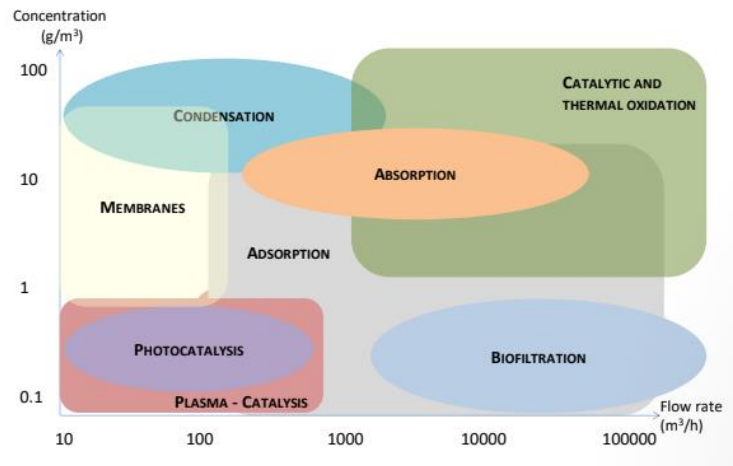 Concentration
(g/m³)
100
CATALYTIC AND
THERMAL OXIDATION
CONDENSATION
ABSORPTION
10
MEMBRANES
ADSORPTION
1
PHOTOCATALYSIS
BIOFILTRATION
0.1
PLASMA - CATALYSIS
Flow rate
(m³/h)
10
100
1000
10000
100000